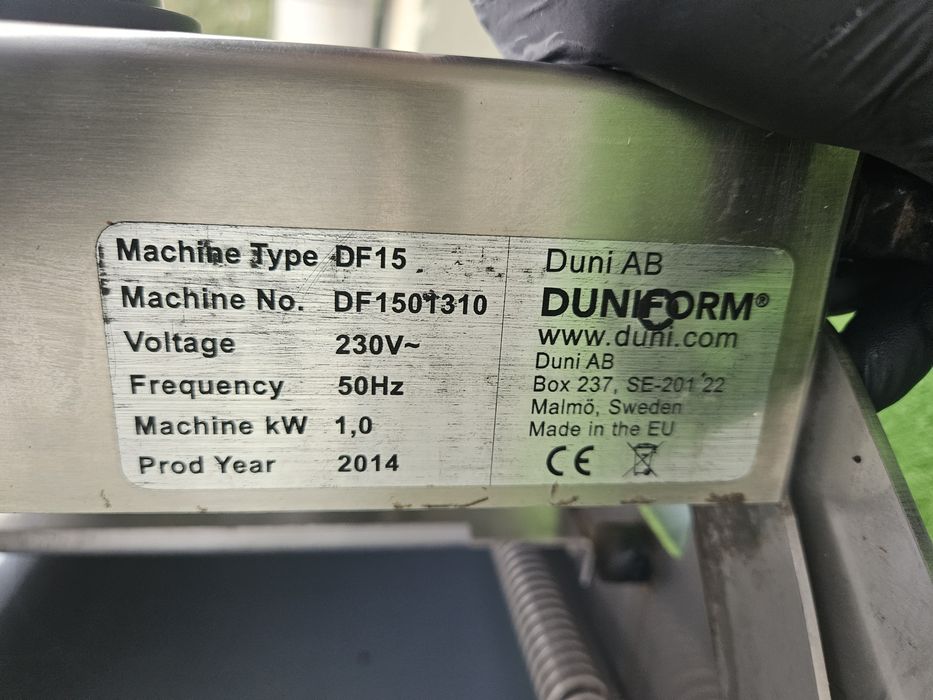 Machine Type DF15
Machine No. DF1501310
Voltage 230V~
Frequency 50Hz
Machine kW 1,0
Prod Year 2014
Duni AB
DUNIFORM®
www.duni.com
Duni AB
Box 237, SE-201 22
Malmö, Sweden
Made in the EU
CE